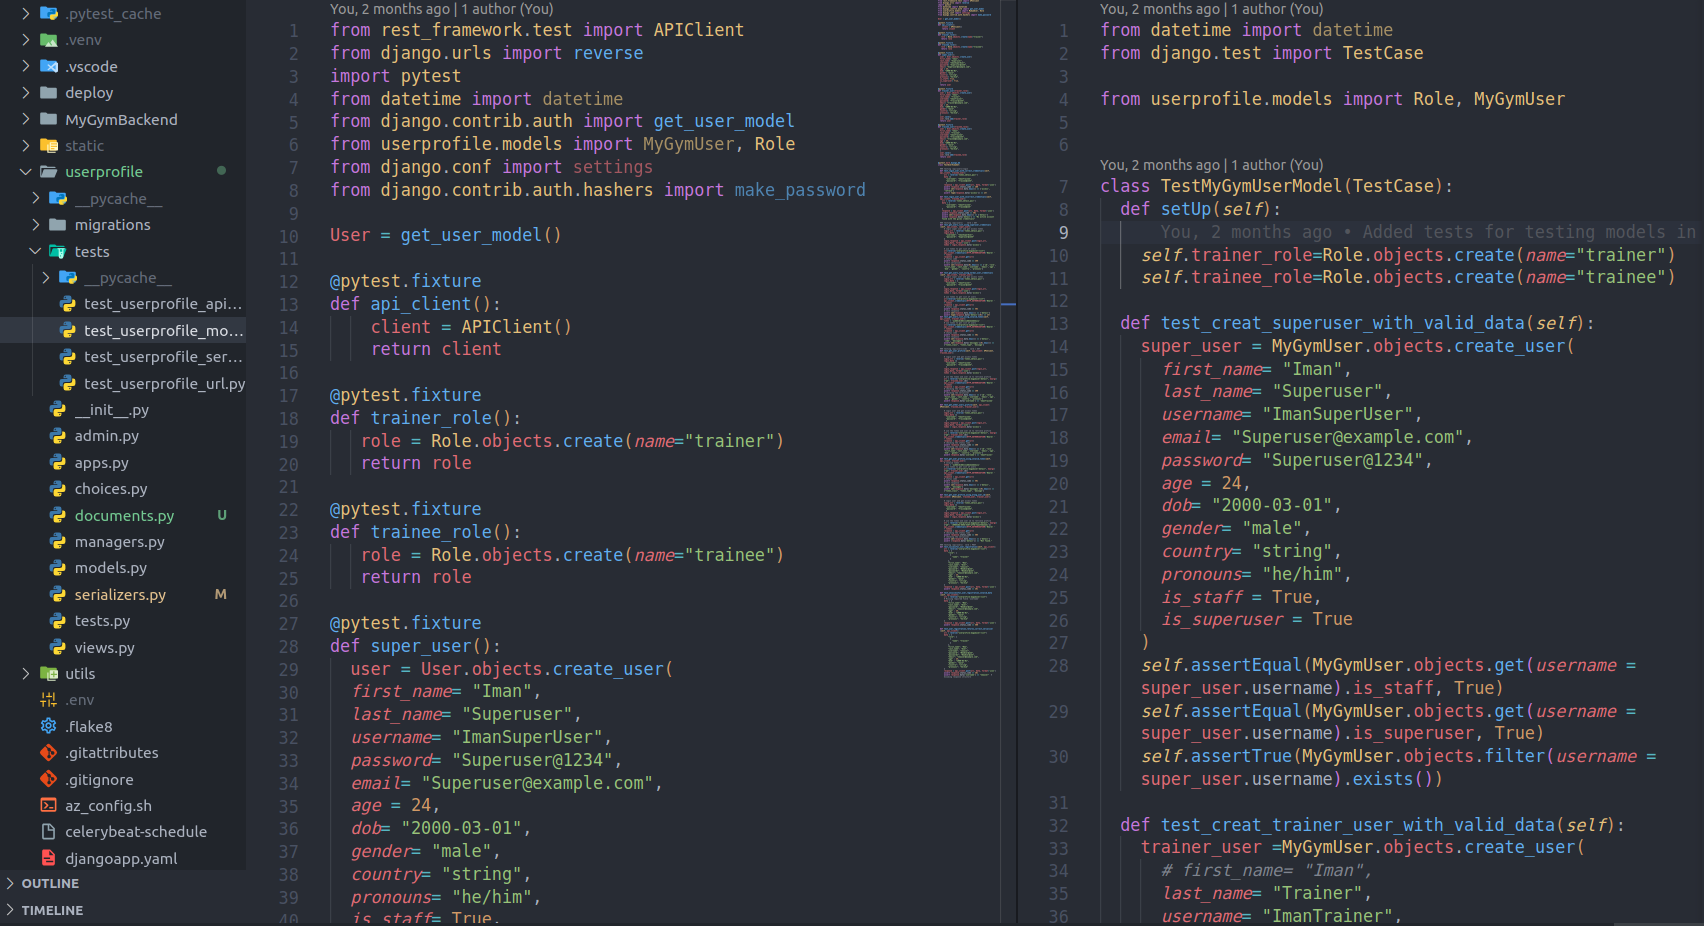 .pytest_cache
.venv
.vscode
deploy
MyGymBackend
static
userprofile
__pycache__
migrations
tests
__pycache__
test_userprofile_api...
test_userprofile_mo...
test_userprofile_ser...
test_userprofile_url.py
__init__.py
admin.py
apps.py
choices.py
documents.py U
managers.py
models.py
serializers.py M
tests.py
views.py
utils
.env
.flake8
.gitattributes
.gitignore
az_config.sh
celerybeat-schedule
djangoapp.yaml
OUTLINE
TIMELINE
You, 2 months ago | 1 author (You)
1 from rest_framework.test import APIClient
2 from django.urls import reverse
3 import pytest
4 from datetime import datetime
5 from django.contrib.auth import get_user_model
6 from userprofile.models import MyGymUser, Role
7 from django.conf import settings
8 from django.contrib.auth.hashers import make_password
9
10 User = get_user_model()
11
12 @pytest.fixture
13 def api_client():
14 client = APIClient()
15 return client
16
17 @pytest.fixture
18 def trainer_role():
19 role = Role.objects.create(name="trainer")
20 return role
21
22 @pytest.fixture
23 def trainee_role():
24 role = Role.objects.create(name="trainee")
25 return role
26
27 @pytest.fixture
28 def super_user():
29 user = User.objects.create_user(
30 first_name= "Iman",
31 last_name= "Superuser",
32 username= "ImanSuperUser",
33 password= "Superuser@1234",
34 email= "Superuser@example.com",
35 age = 24,
36 dob= "2000-03-01",
37 gender= "male",
38 country= "string",
39 pronouns= "he/him",
40 is_staff= True,
You, 2 months ago | 1 author (You)
1 from datetime import datetime
2 from django.test import TestCase
3
4 from userprofile.models import Role, MyGymUser
5
6
You, 2 months ago | 1 author (You)
7 class TestMyGymUserModel(TestCase):
8 def setUp(self):
9 You, 2 months ago • Added tests for testing models in
10 self.trainer_role=Role.objects.create(name="trainer")
11 self.trainee_role=Role.objects.create(name="trainee")
12
13 def test_creat_superuser_with_valid_data(self):
14 super_user = MyGymUser.objects.create_user(
15 first_name= "Iman",
16 last_name= "Superuser",
17 username= "ImanSuperUser",
18 email= "Superuser@example.com",
19 password= "Superuser@1234",
20 age = 24,
21 dob= "2000-03-01",
22 gender= "male",
23 country= "string",
24 pronouns= "he/him",
25 is_staff = True,
26 is_superuser = True
27 )
28 self.assertEqual(MyGymUser.objects.get(username =
super_user.username).is_staff, True)
29 self.assertEqual(MyGymUser.objects.get(username =
super_user.username).is_superuser, True)
30 self.assertTrue(MyGymUser.objects.filter(username =
super_user.username).exists())
31
32 def test_creat_trainer_user_with_valid_data(self):
33 trainer_user =MyGymUser.objects.create_user(
34 # first_name= "Iman",
35 last_name= "Trainer",
36 username= "ImanTrainer",